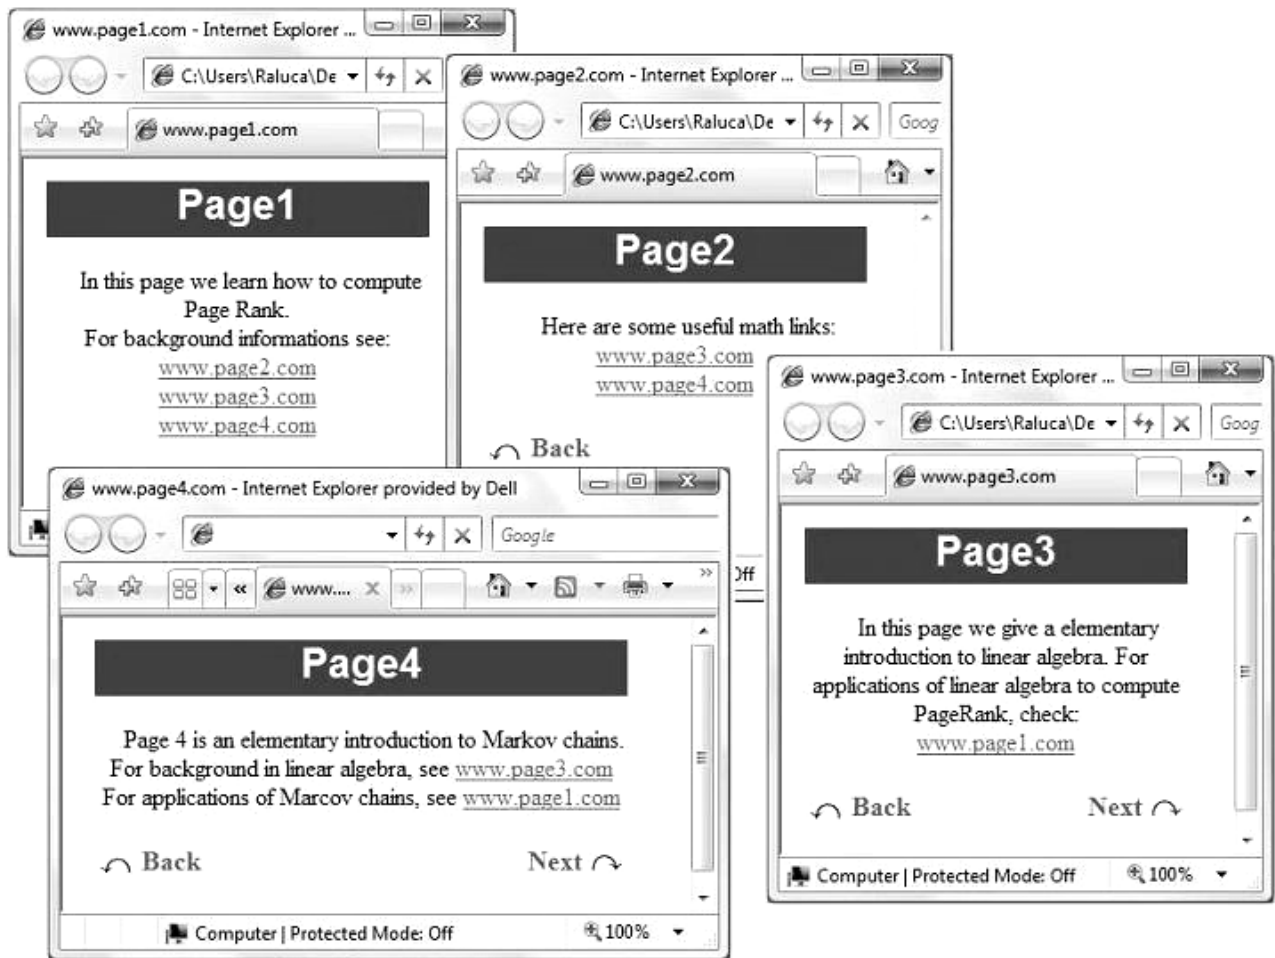 www.page1.com - Internet Explorer ...
C:\Users\Raluca\De
www.page1.com
Page1
In this page we learn how to compute
Page Rank.
For background informations see:
www.page2.com
www.page3.com
www.page4.com
www.page2.com - Internet Explorer ...
C:\Users\Raluca\De
Goog
www.page2.com
Page2
Here are some useful math links:
www.page3.com
www.page4.com
Back
Off
www.page3.com - Internet Explorer ...
C:\Users\Raluca\De
Goog
www.page3.com
Page3
In this page we give a elementary
introduction to linear algebra. For
applications of linear algebra to compute
PageRank, check:
www.page1.com
Back Next
Computer | Protected Mode: Off 100%
www.page4.com - Internet Explorer provided by Dell
Google
www....
Page4
Page 4 is an elementary introduction to Markov chains.
For background in linear algebra, see www.page3.com
For applications of Marcov chains, see www.page1.com
Back Next
Computer | Protected Mode: Off 100%